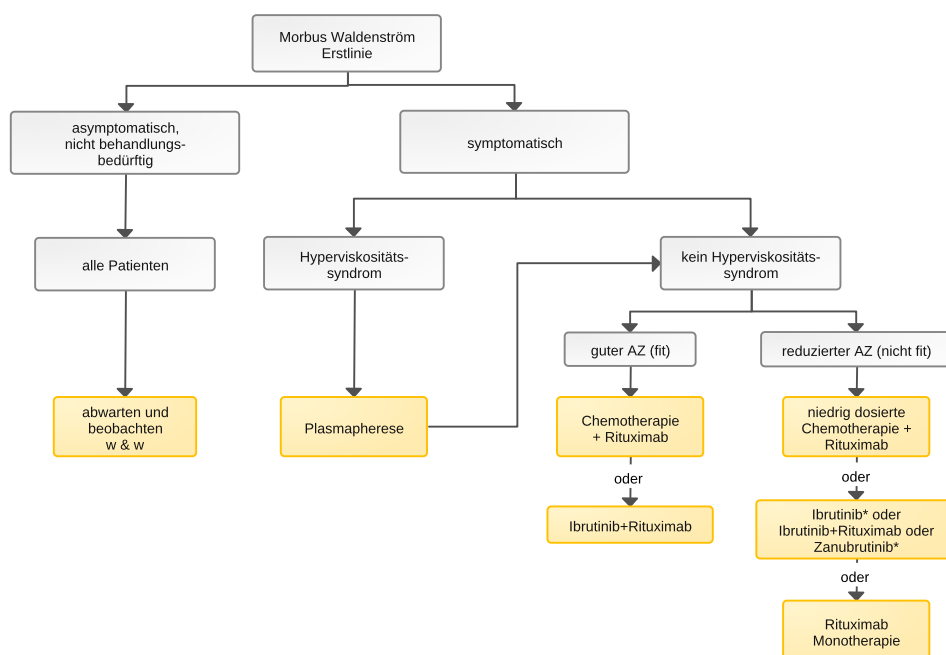 Morbus Waldenström
Erstlinie
asymptomatisch,
nicht behandlungs-
bedürftig
symptomatisch
alle Patienten
Hyperviskositäts-
syndrom
kein Hyperviskositäts-
syndrom
guter AZ (fit)
reduzierter AZ (nicht fit)
abwarten und
beobachten
w & w
Plasmapherese
Chemotherapie
+ Rituximab
niedrig dosierte
Chemotherapie +
Rituximab
oder
oder
Ibrutinib+Rituximab
Ibrutinib* oder
Ibrutinib+Rituximab oder
Zanubrutinib*
oder
Rituximab
Monotherapie